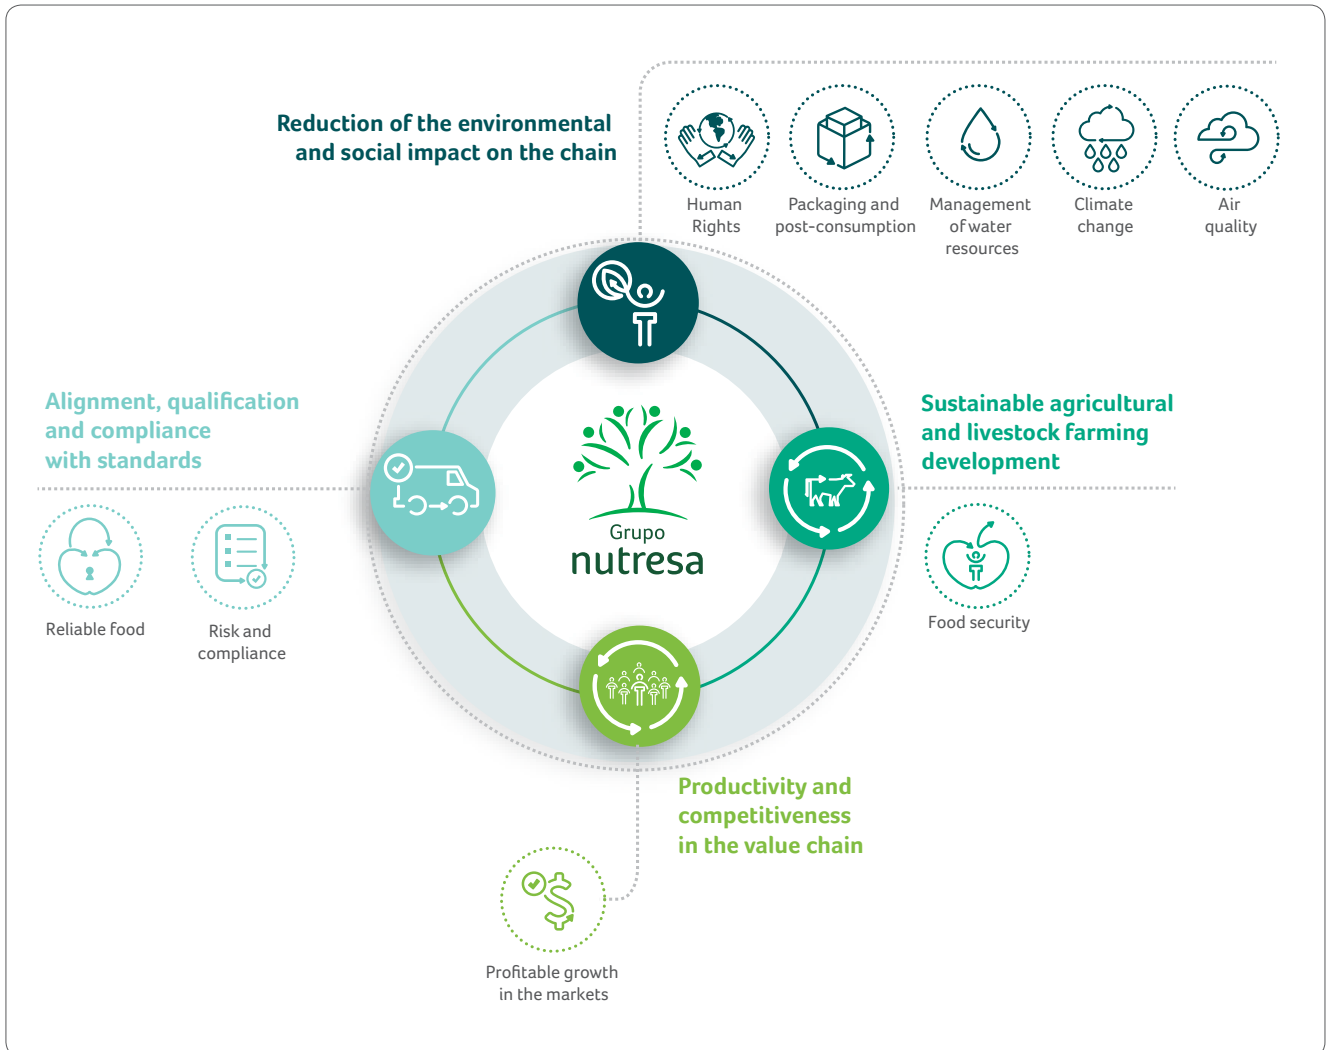 Reduction of the environmental
and social impact on the chain
Human
Rights
Packaging and
post-consumption
Management
of water
resources
Climate
change
Air
quality
Alignment, qualification
and compliance
with standards
Reliable food
Risk and
compliance
Grupo
nutresa
Sustainable agricultural
and livestock farming
development
Food security
Productivity and
competitiveness
in the value chain
Profitable growth
in the markets